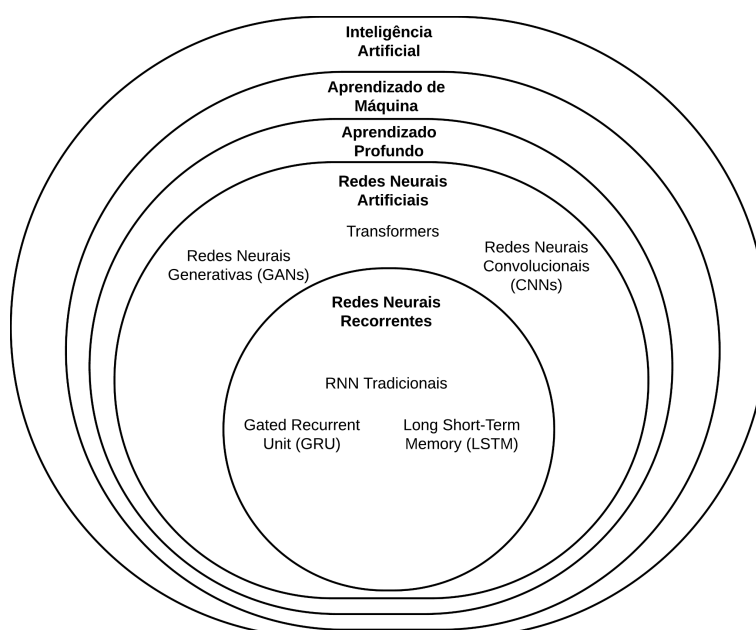 Inteligência
Artificial
Aprendizado de
Máquina
Aprendizado
Profundo
Redes Neurais
Artificiais
Transformers
Redes Neurais
Generativas (GANs)
Redes Neurais
Convolucionais
(CNNs)
Redes Neurais
Recorrentes
RNN Tradicionais
Gated Recurrent
Unit (GRU)
Long Short-Term
Memory (LSTM)